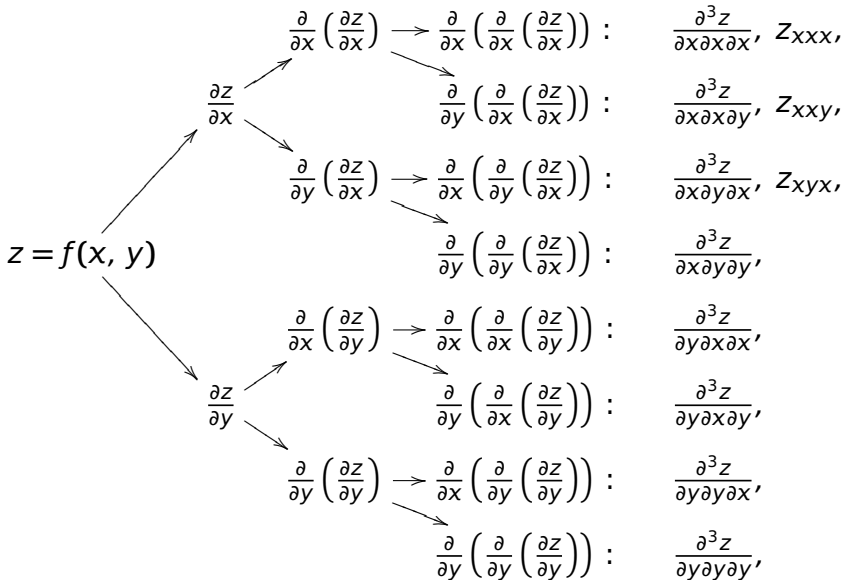 ∂/∂x (∂z/∂x) → ∂/∂x (∂/∂x (∂z/∂x)) : ∂³z/∂x∂x∂x, z_xxx,
∂z/∂x ∂/∂y (∂/∂x (∂z/∂x)) : ∂³z/∂x∂x∂y, z_xxy,
∂/∂y (∂z/∂x) → ∂/∂x (∂/∂y (∂z/∂x)) : ∂³z/∂x∂y∂x, z_xyx,
z = f(x, y) ∂/∂y (∂/∂y (∂z/∂x)) : ∂³z/∂x∂y∂y,
∂/∂x (∂z/∂y) → ∂/∂x (∂/∂x (∂z/∂y)) : ∂³z/∂y∂x∂x,
∂z/∂y ∂/∂y (∂/∂x (∂z/∂y)) : ∂³z/∂y∂x∂y,
∂/∂y (∂z/∂y) → ∂/∂x (∂/∂y (∂z/∂y)) : ∂³z/∂y∂y∂x,
∂/∂y (∂/∂y (∂z/∂y)) : ∂³z/∂y∂y∂y,